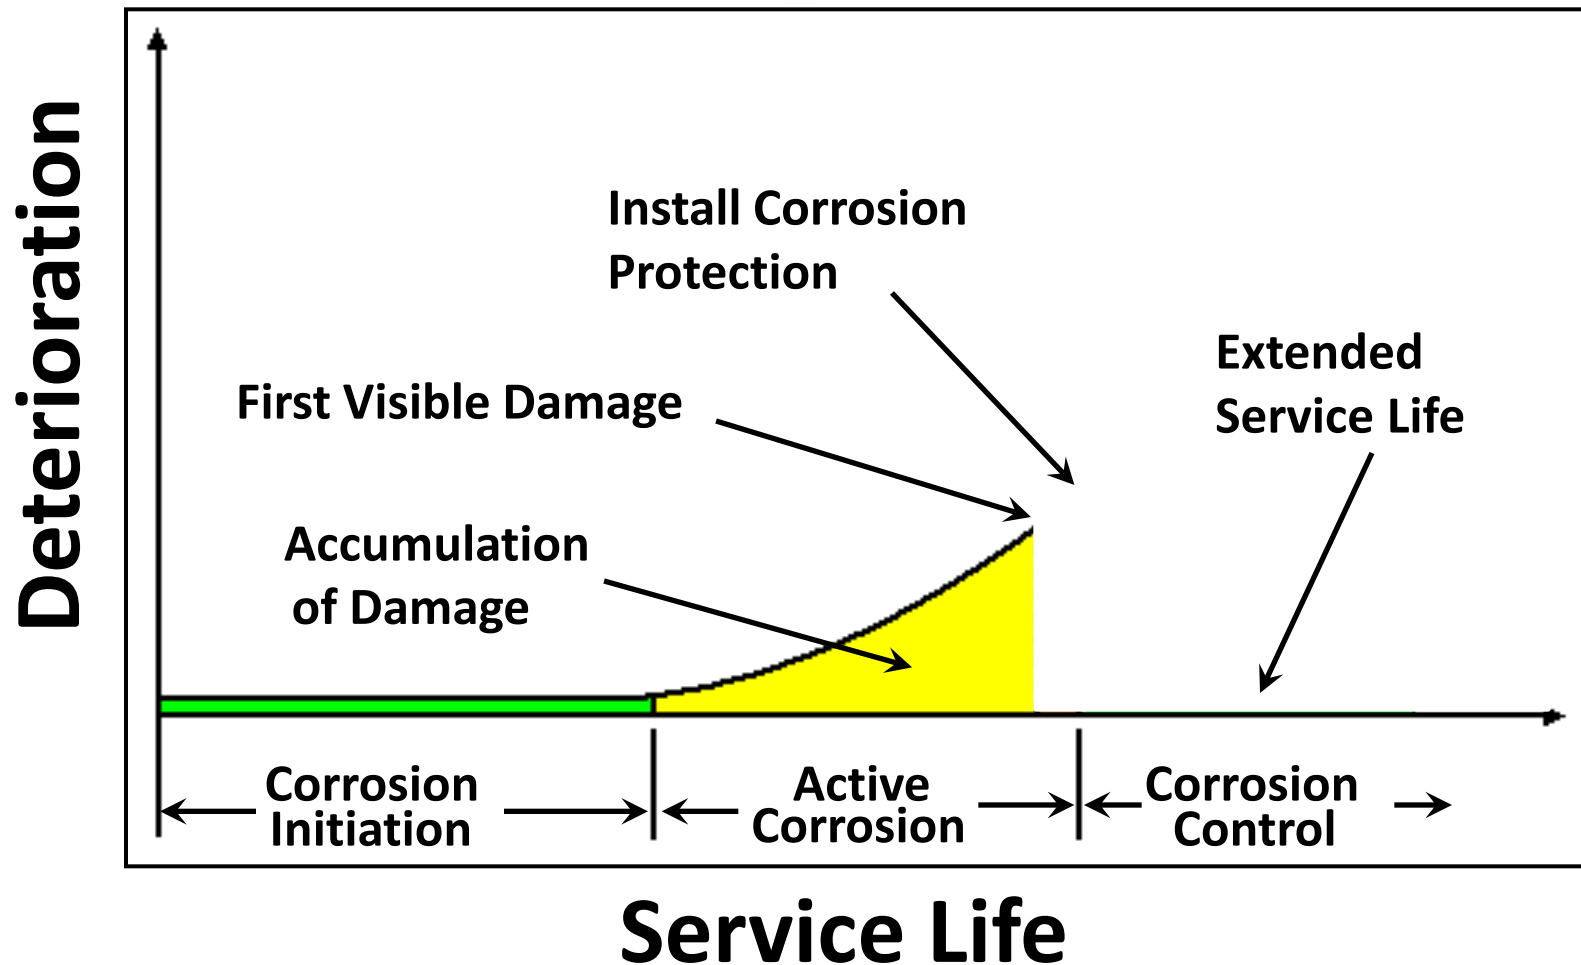 Deterioration
Install Corrosion
Protection
Extended
Service Life
First Visible Damage
Accumulation
of Damage
Corrosion
Initiation
Active
Corrosion
Corrosion
Control
Service Life